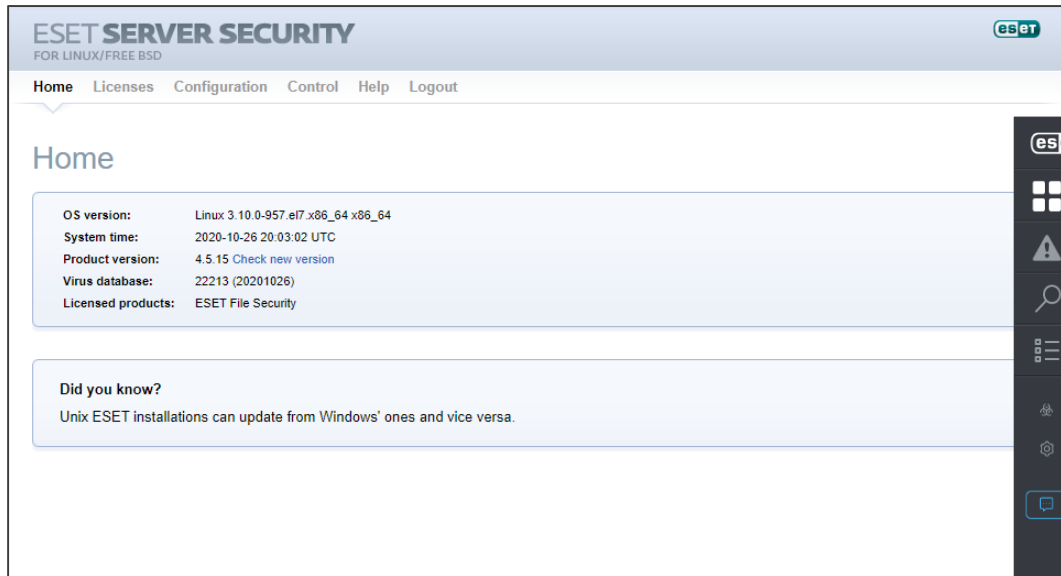 ESET SERVER SECURITY
FOR LINUX/FREE BSD
eset
Home Licenses Configuration Control Help Logout
Home
OS version: Linux 3.10.0-957.el7.x86_64 x86_64
System time: 2020-10-26 20:03:02 UTC
Product version: 4.5.15 Check new version
Virus database: 22213 (20201026)
Licensed products: ESET File Security
Did you know?
Unix ESET installations can update from Windows' ones and vice versa.
es